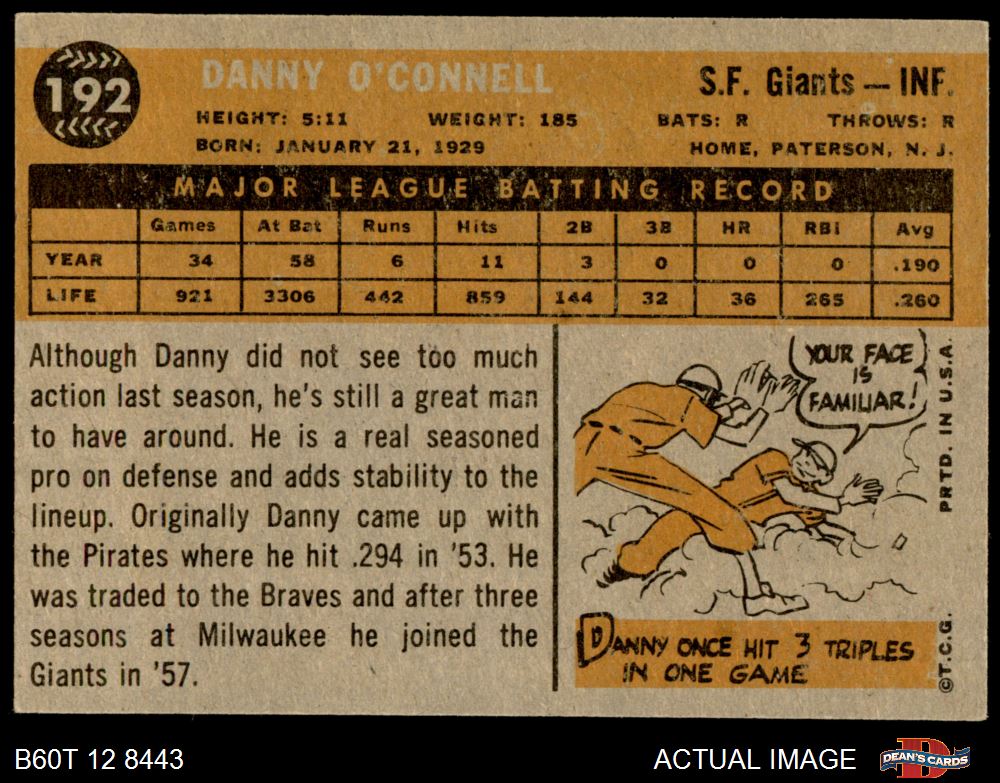 192
DANNY O'CONNELL
S.F. Giants — INF.
HEIGHT: 5:11 WEIGHT: 185 BATS: R THROWS: R
BORN: JANUARY 21, 1929 HOME, PATERSON, N. J.
MAJOR LEAGUE BATTING RECORD
Games At Bat Runs Hits 2B 3B HR RBI Avg
YEAR 34 58 6 11 3 0 0 0 .190
LIFE 921 3306 442 859 144 32 36 265 .260
Although Danny did not see too much
action last season, he's still a great man
to have around. He is a real seasoned
pro on defense and adds stability to the
lineup. Originally Danny came up with
the Pirates where he hit .294 in '53. He
was traded to the Braves and after three
seasons at Milwaukee he joined the
Giants in '57.
YOUR FACE
IS
FAMILIAR!
DANNY ONCE HIT 3 TRIPLES
IN ONE GAME
PRTD. IN U.S.A.
©T.C.G.
B60T 12 8443
ACTUAL IMAGE
DEAN'S CARDS